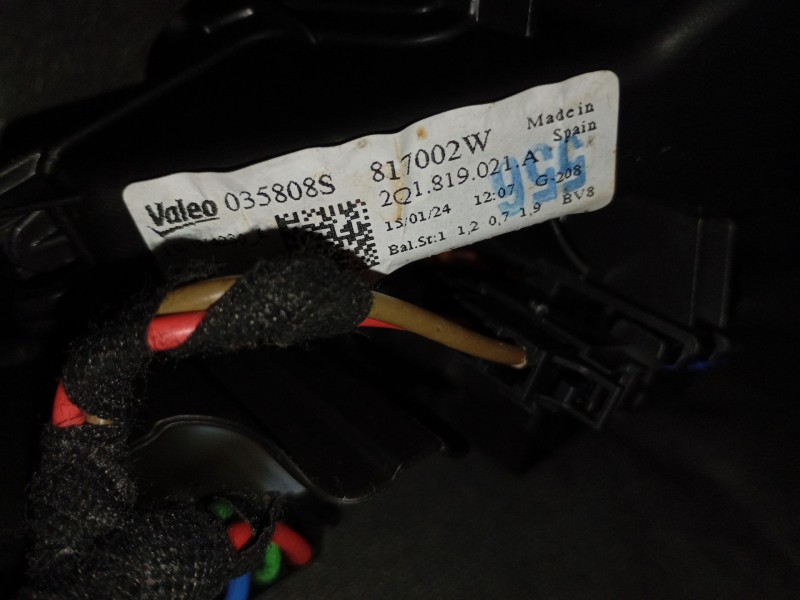 Valeo 035808S 817002W Made in
Spain
2Q1.819.021.A
15/01/24 12:07 G-208
Bal.St:1 1,2 0,7 1,9 BV8
556